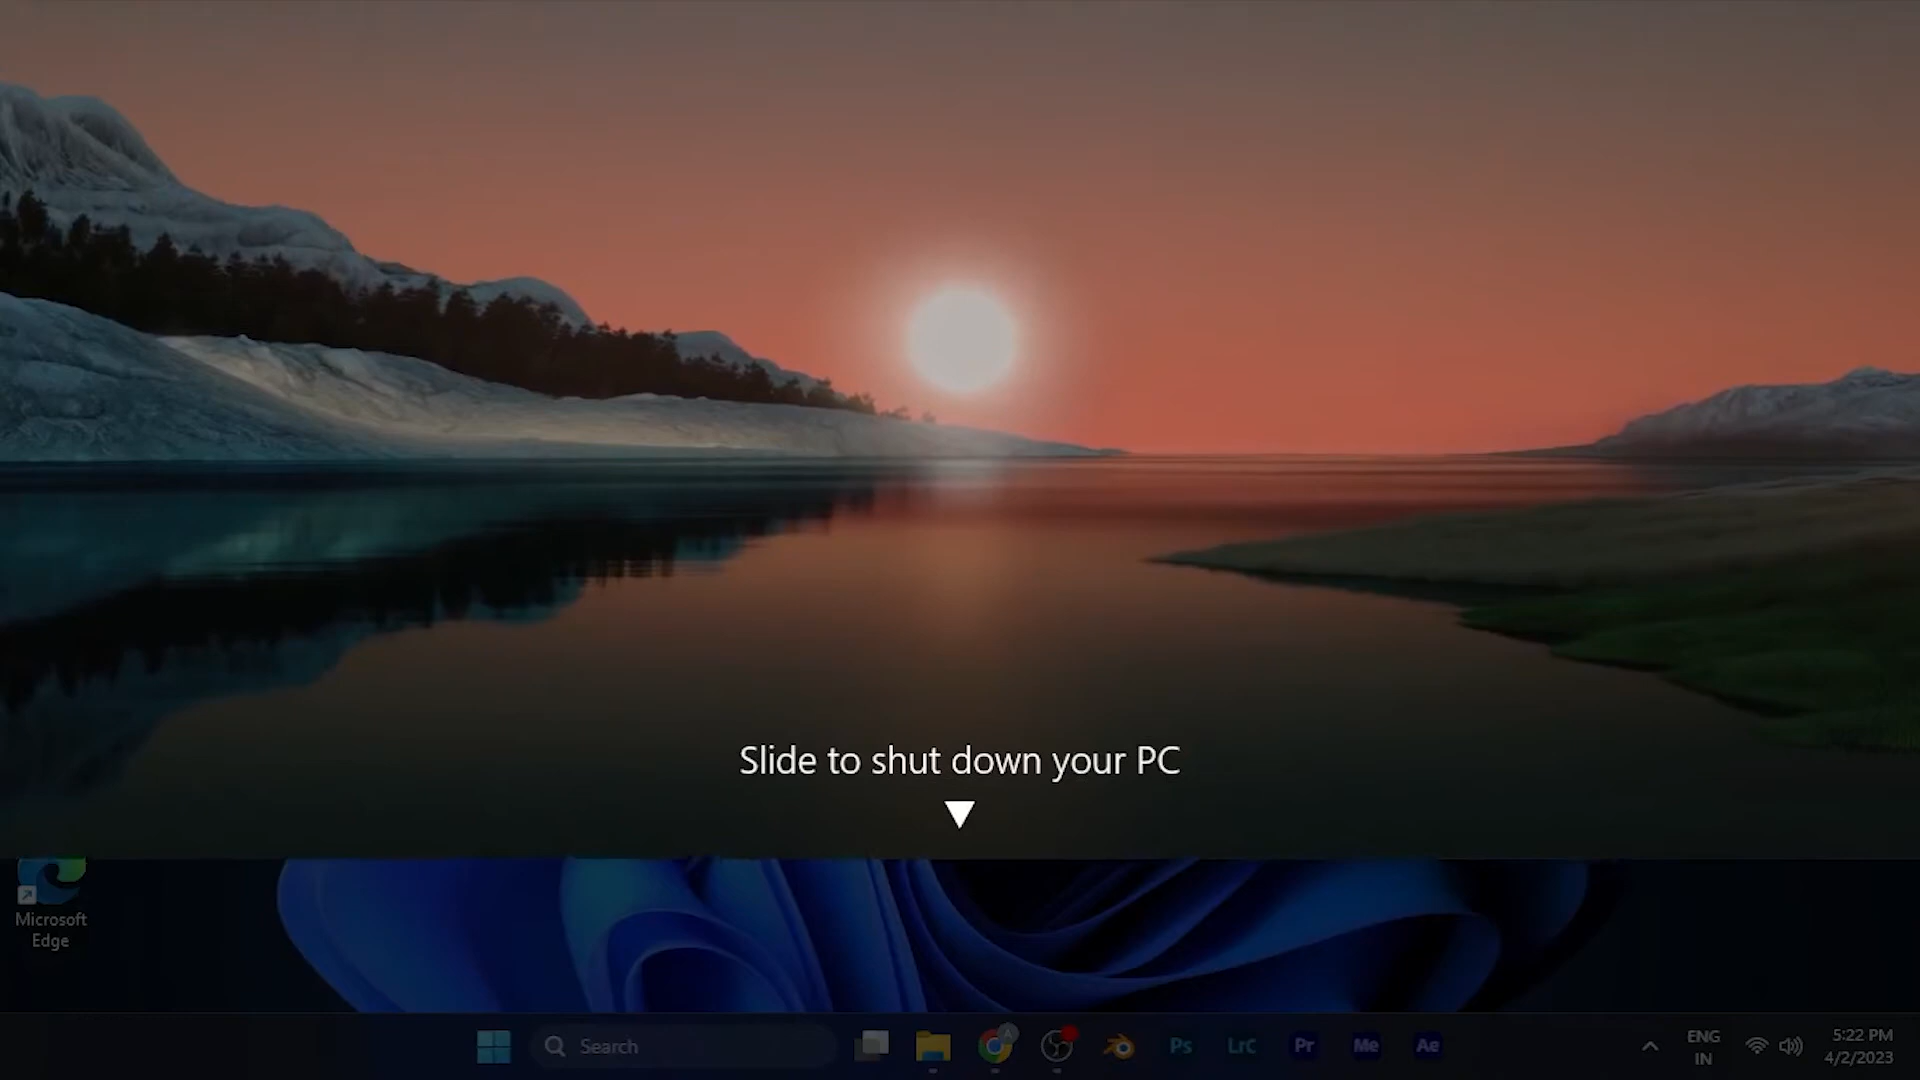 Slide to shut down your PC
Microsoft
Edge
Search
A
Ps
LrC
Pr
Me
Ae
ENG
IN
5:22 PM
4/2/2023